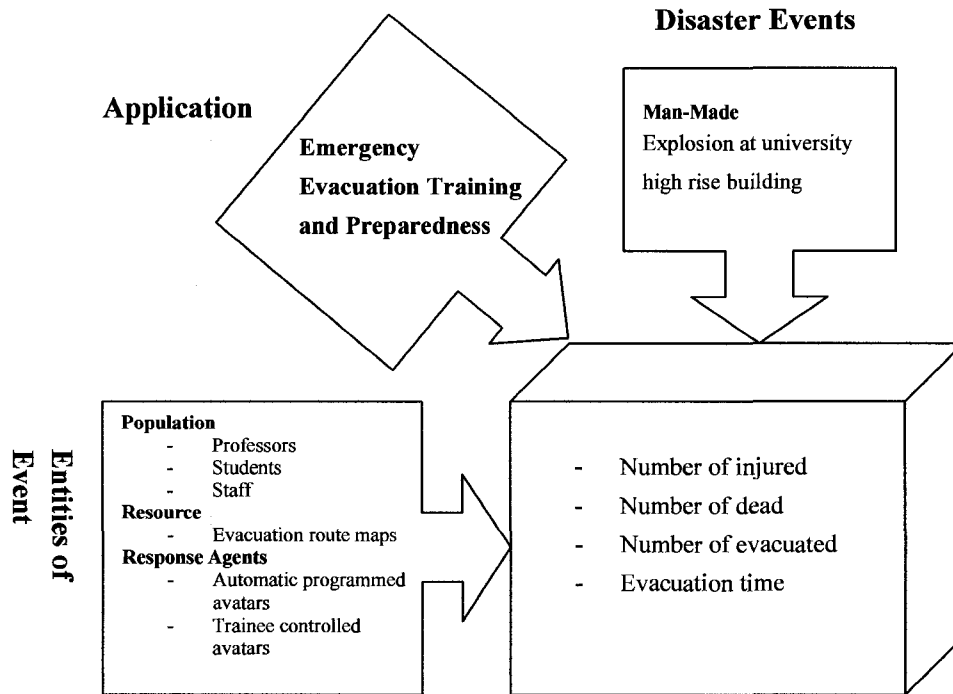 Disaster Events
Application
Man-Made
Explosion at university
high rise building
Emergency
Evacuation Training
and Preparedness
Entities of
Event
Population
- Professors
- Students
- Staff
Resource
- Evacuation route maps
Response Agents
- Automatic programmed
avatars
- Trainee controlled
avatars
- Number of injured
- Number of dead
- Number of evacuated
- Evacuation time